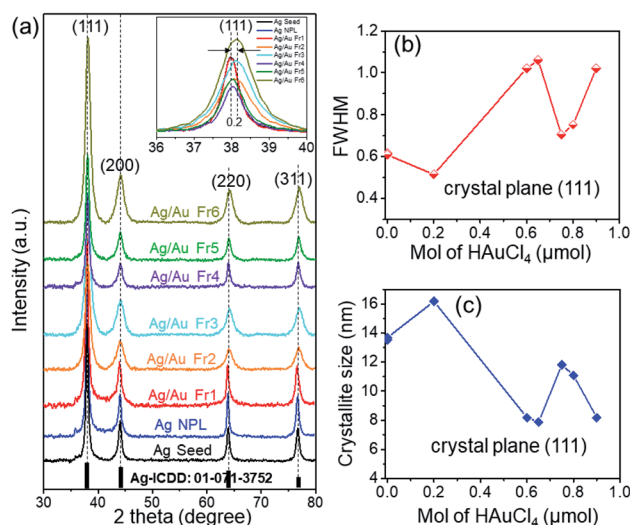 (a)
(111)
(200)
(220)
(311)
Ag/Au Fr6
Ag/Au Fr5
Ag/Au Fr4
Ag/Au Fr3
Ag/Au Fr2
Ag/Au Fr1
Ag NPL
Ag Seed
Ag-ICDD: 01-071-3752
Intensity (a.u.)
30 40 50 60 70 80
2 theta (degree)
(111)
Ag Seed
Ag NPL
Ag/Au Fr1
Ag/Au Fr2
Ag/Au Fr3
Ag/Au Fr4
Ag/Au Fr5
Ag/Au Fr6
0.2
36 37 38 39 40
(b)
FWHM
1.2
1.0
0.8
0.6
0.4
crystal plane (111)
0.0 0.2 0.4 0.6 0.8 1.0
Mol of HAuCl₄ (µmol)
(c)
Crystallite size (nm)
16
14
12
10
8
6
4
crystal plane (111)
0.0 0.2 0.4 0.6 0.8 1.0
Mol of HAuCl₄ (µmol)